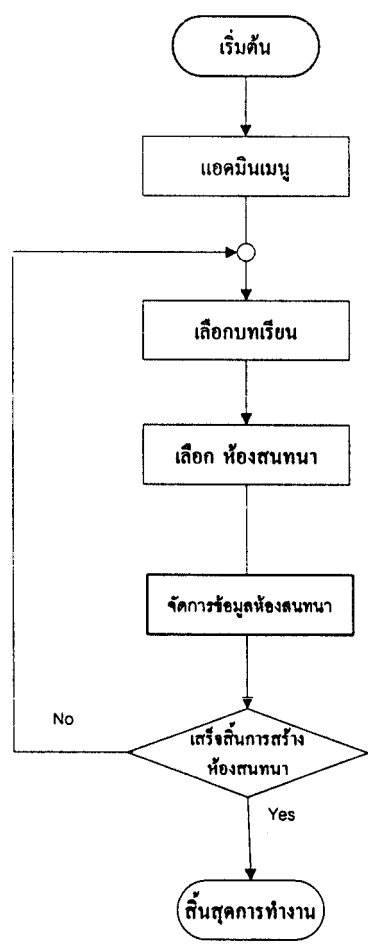 เริ่มต้น
แอดมินเมนู
เลือกบทเรียน
เลือก ห้องสนทนา
จัดการข้อมูลห้องสนทนา
เสร็จสิ้นการสร้าง
ห้องสนทนา
No
Yes
สิ้นสุดการทำงาน